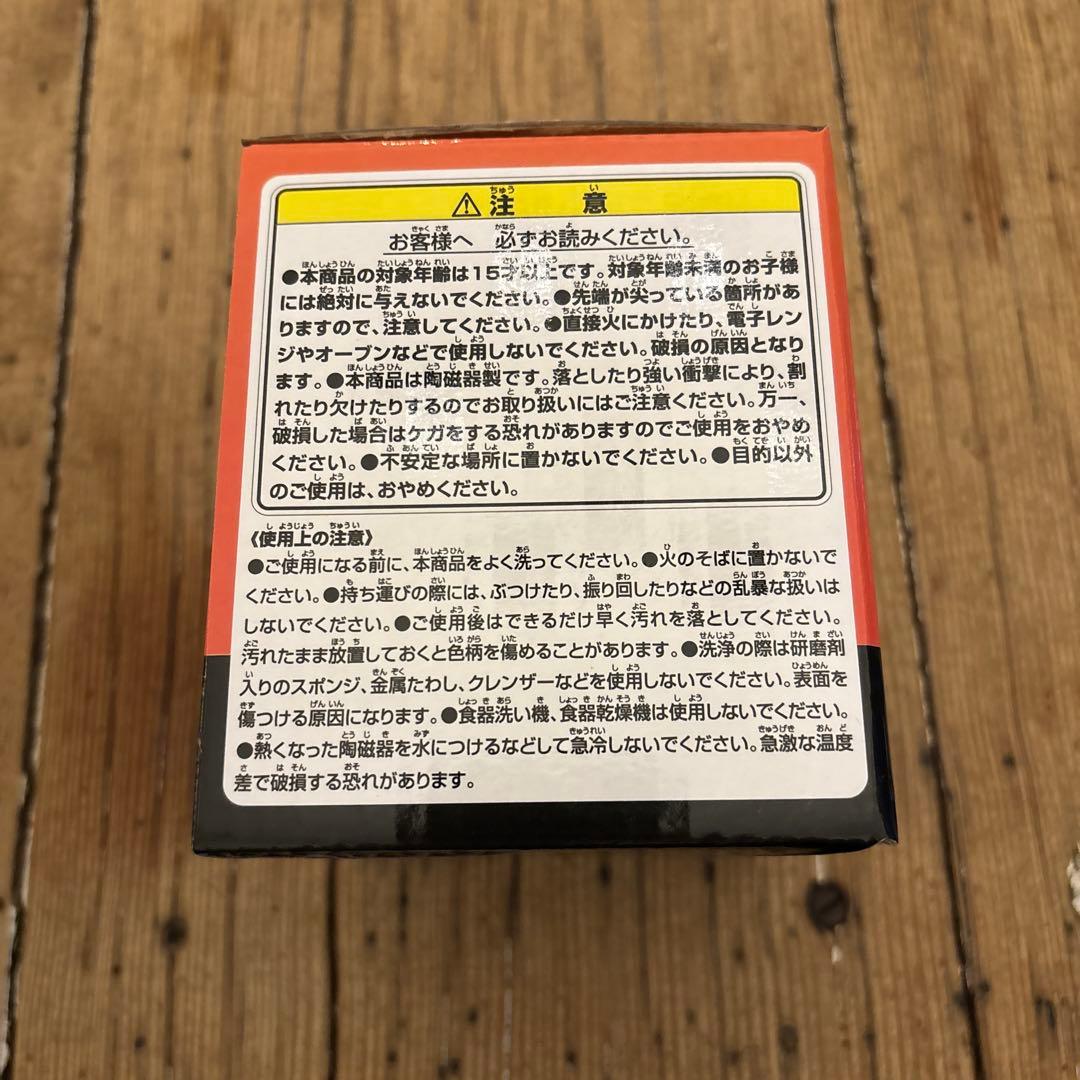 ⚠注意
お客様へ 必ずお読みください。
●本商品の対象年齢は15才以上です。対象年齢未満のお子様
には絶対に与えないでください。●先端が尖っている箇所があ
りますので、注意してください。●直接火にかけたり、電子レン
ジやオーブンなどで使用しないでください。破損の原因となり
ます。●本商品は陶磁器製です。落としたり強い衝撃により、割
れたり欠けたりするのでお取り扱いにはご注意ください。万一、
破損した場合はケガをする恐れがありますのでご使用をおやめ
ください。●不安定な場所に置かないでください。●目的以外
のご使用は、おやめください。
《使用上の注意》
●ご使用になる前に、本商品をよく洗ってください。●火のそばに置かないで
ください。●持ち運びの際には、ぶつけたり、振り回したりなどの乱暴な扱いは
しないでください。●ご使用後はできるだけ早く汚れを落としてください。
汚れたまま放置しておくと色柄を傷めることがあります。●洗浄の際は研磨剤
入りのスポンジ、金属たわし、クレンザーなどを使用しないでください。表面を
傷つける原因になります。●食器洗い機、食器乾燥機は使用しないでください。
●熱くなった陶磁器を水につけるなどして急冷しないでください。急激な温度
差で破損する恐れがあります。